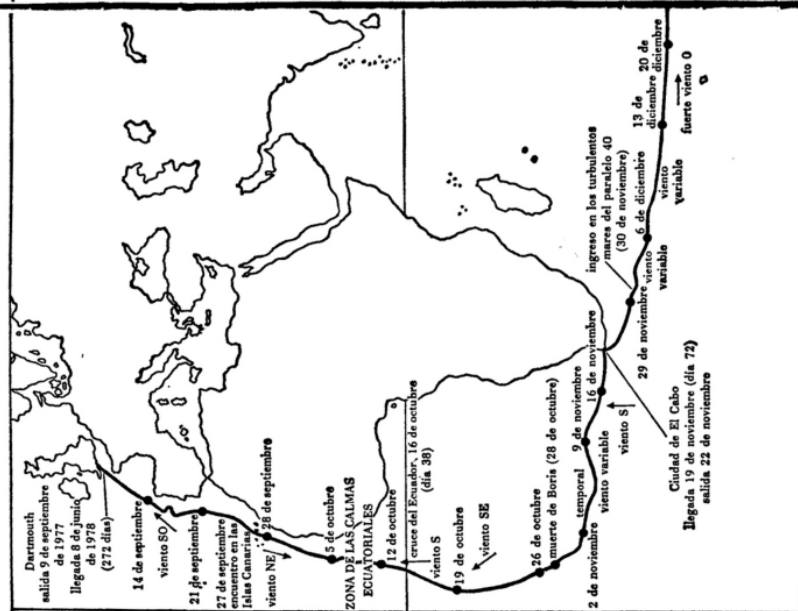 Dartmouth
salida 9 de septiembre
de 1977
llegada 8 de junio
de 1978
(272 días)
14 de septiembre
viento SO
21 de septiembre
27 de septiembre
encuentro en las
Islas Canarias
28 de septiembre
viento NE
5 de octubre
ZONA DE LAS CALMAS
ECUATORIALES
12 de octubre
cruce del Ecuador, 16 de octubre
(día 38)
viento S
19 de octubre
viento SE
26 de octubre
muerte de Boris (28 de octubre)
2 de noviembre
temporal
9 de noviembre
viento variable
16 de noviembre
viento S
Ciudad de El Cabo
llegada 19 de noviembre (día 72)
salida 22 de noviembre
29 de noviembre
viento
variable
ingreso en los turbulentos
mares del paralelo 40
(30 de noviembre)
6 de diciembre
viento
variable
13 de
diciembre
20 de
diciembre
fuerte viento O